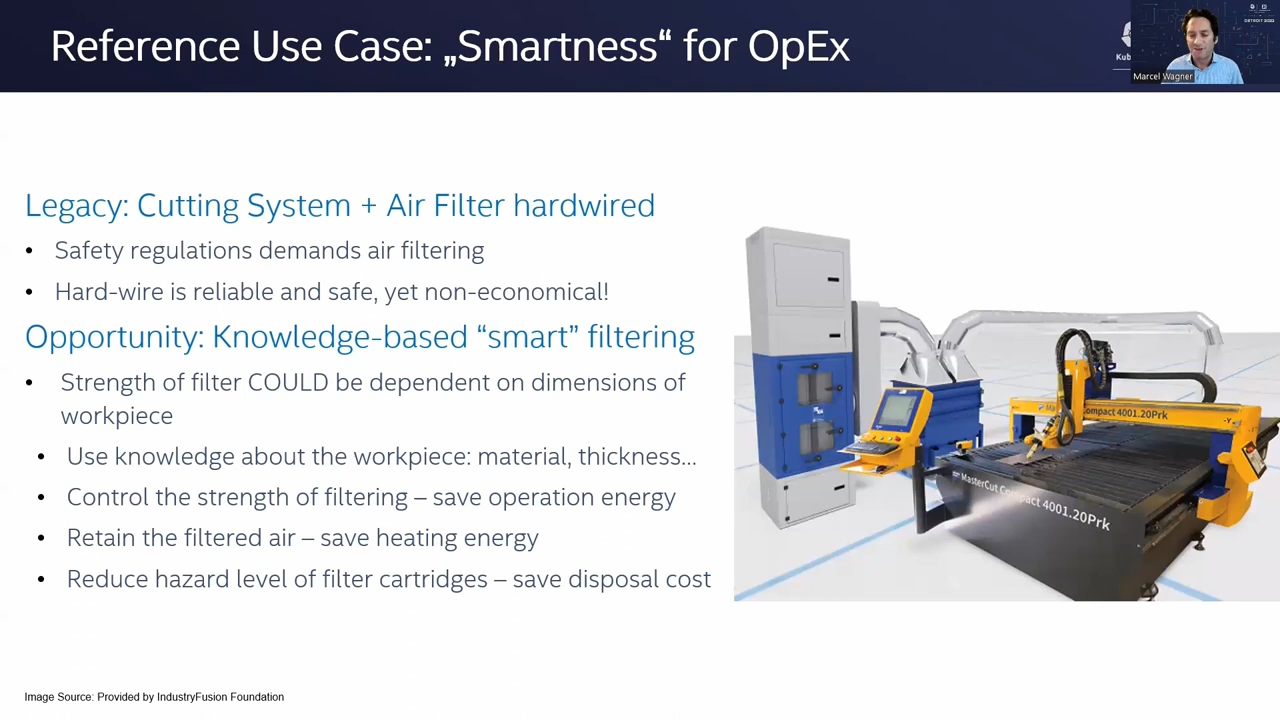 Reference Use Case: „Smartness“ for OpEx
Kub
DETROIT 2022
Marcel Wagner
Legacy: Cutting System + Air Filter hardwired
• Safety regulations demands air filtering
• Hard-wire is reliable and safe, yet non-economical!
Opportunity: Knowledge-based “smart” filtering
• Strength of filter COULD be dependent on dimensions of
workpiece
• Use knowledge about the workpiece: material, thickness...
• Control the strength of filtering – save operation energy
• Retain the filtered air – save heating energy
• Reduce hazard level of filter cartridges – save disposal cost
Compact 4001.20Prk
-Y
MasterCut Compact 4001.20Prk
Image Source: Provided by IndustryFusion Foundation